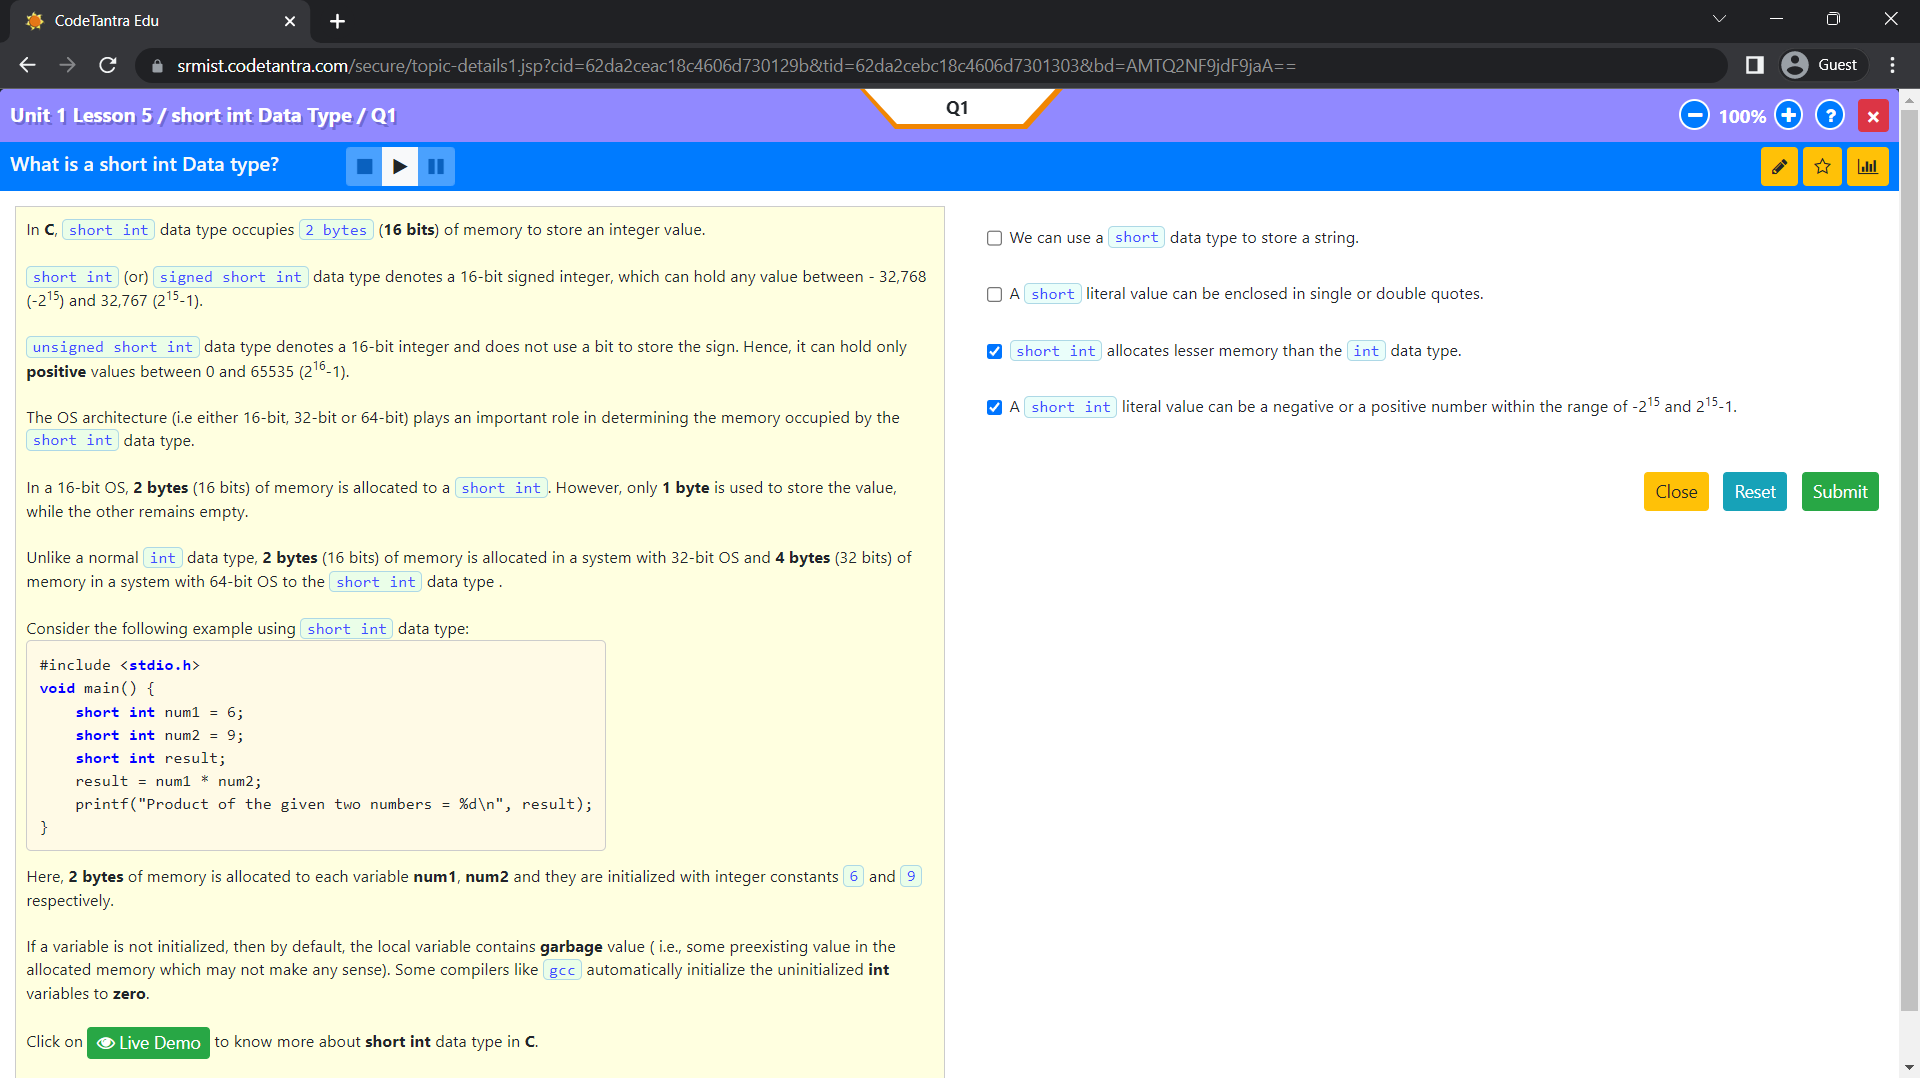 CodeTantra Edu
srmist.codetantra.com/secure/topic-details1.jsp?cid=62da2ceac18c4606d730129b&tid=62da2cebc18c4606d7301303&bd=AMTQ2NF9jdF9jaA==
Guest
Unit 1 Lesson 5 / short int Data Type / Q1
Q1
100%
?
What is a short int Data type?
In C, short int data type occupies 2 bytes (16 bits) of memory to store an integer value.
short int (or) signed short int data type denotes a 16-bit signed integer, which can hold any value between - 32,768
(-2^15) and 32,767 (2^15-1).
unsigned short int data type denotes a 16-bit integer and does not use a bit to store the sign. Hence, it can hold only
positive values between 0 and 65535 (2^16-1).
The OS architecture (i.e either 16-bit, 32-bit or 64-bit) plays an important role in determining the memory occupied by the
short int data type.
In a 16-bit OS, 2 bytes (16 bits) of memory is allocated to a short int. However, only 1 byte is used to store the value,
while the other remains empty.
Unlike a normal int data type, 2 bytes (16 bits) of memory is allocated in a system with 32-bit OS and 4 bytes (32 bits) of
memory in a system with 64-bit OS to the short int data type .
Consider the following example using short int data type:
#include <stdio.h>
void main() {
    short int num1 = 6;
    short int num2 = 9;
    short int result;
    result = num1 * num2;
    printf("Product of the given two numbers = %d\n", result);
}
Here, 2 bytes of memory is allocated to each variable num1, num2 and they are initialized with integer constants 6 and 9
respectively.
If a variable is not initialized, then by default, the local variable contains garbage value ( i.e., some preexisting value in the
allocated memory which may not make any sense). Some compilers like gcc automatically initialize the uninitialized int
variables to zero.
Click on Live Demo to know more about short int data type in C.
We can use a short data type to store a string.
A short literal value can be enclosed in single or double quotes.
short int allocates lesser memory than the int data type.
A short int literal value can be a negative or a positive number within the range of -2^15 and 2^15-1.
Close
Reset
Submit